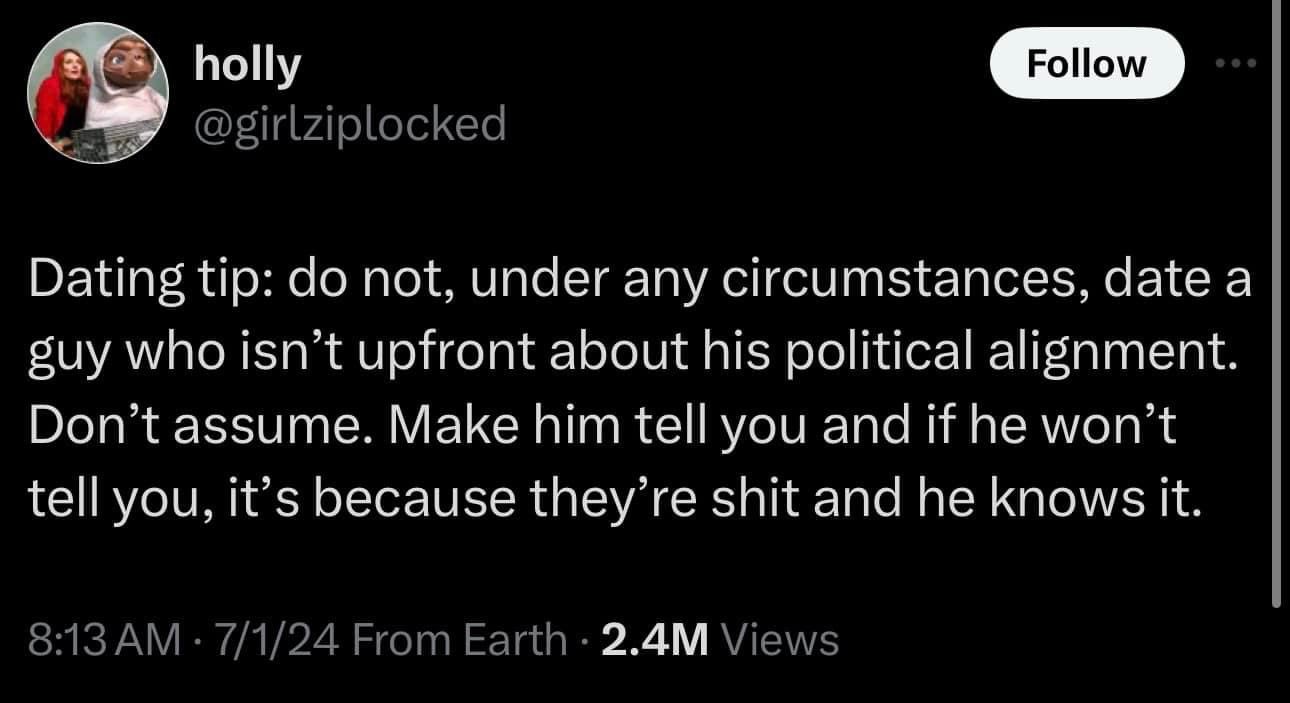 holly
Follow
@girlziplocked
Dating tip: do not, under any circumstances, date a
guy who isn’t upfront about his political alignment.
Don’t assume. Make him tell you and if he won’t
tell you, it’s because they’re shit and he knows it.
8:13 AM · 7/1/24 From Earth · 2.4M Views